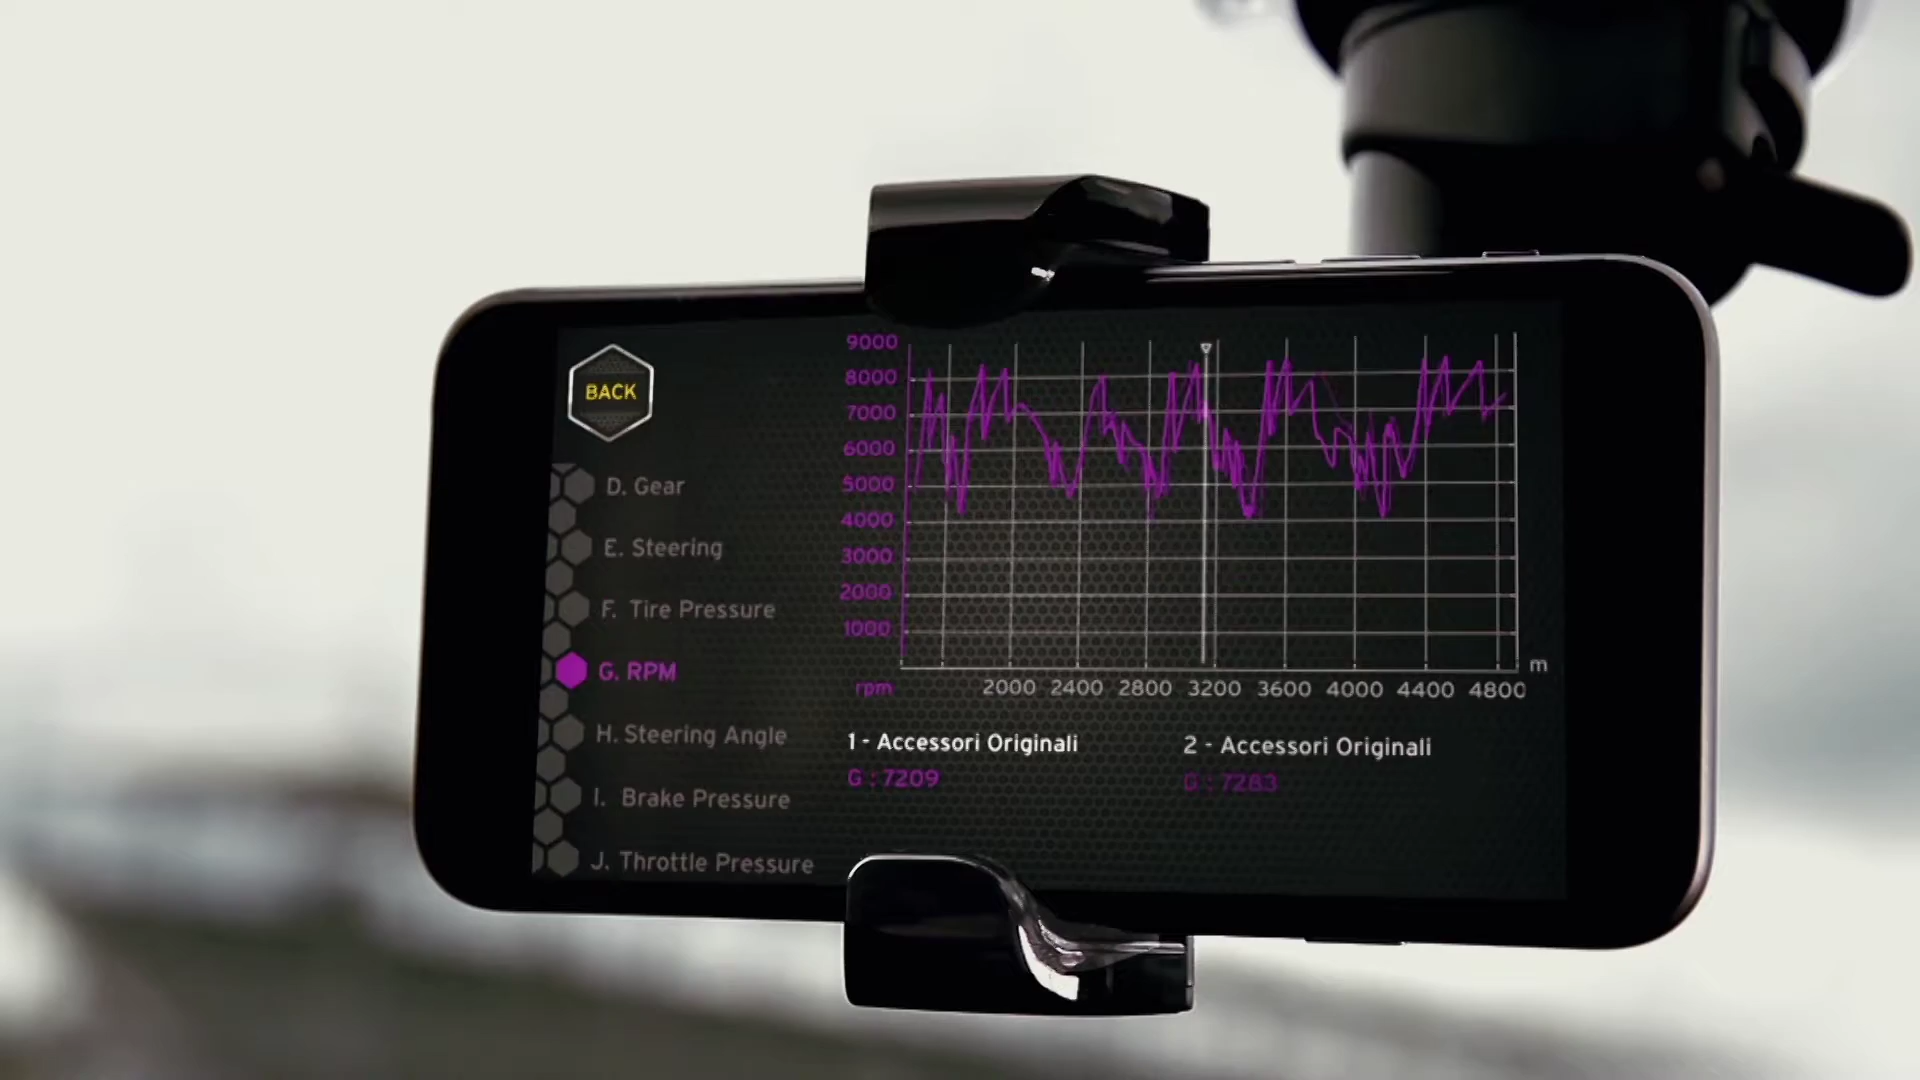 BACK
D. Gear
E. Steering
F. Tire Pressure
G. RPM
H. Steering Angle
I. Brake Pressure
J. Throttle Pressure
9000
8000
7000
6000
5000
4000
3000
2000
1000
rpm
2000 2400 2800 3200 3600 4000 4400 4800
m
1 - Accessori Originali
G : 7209
2 - Accessori Originali
G : 7283